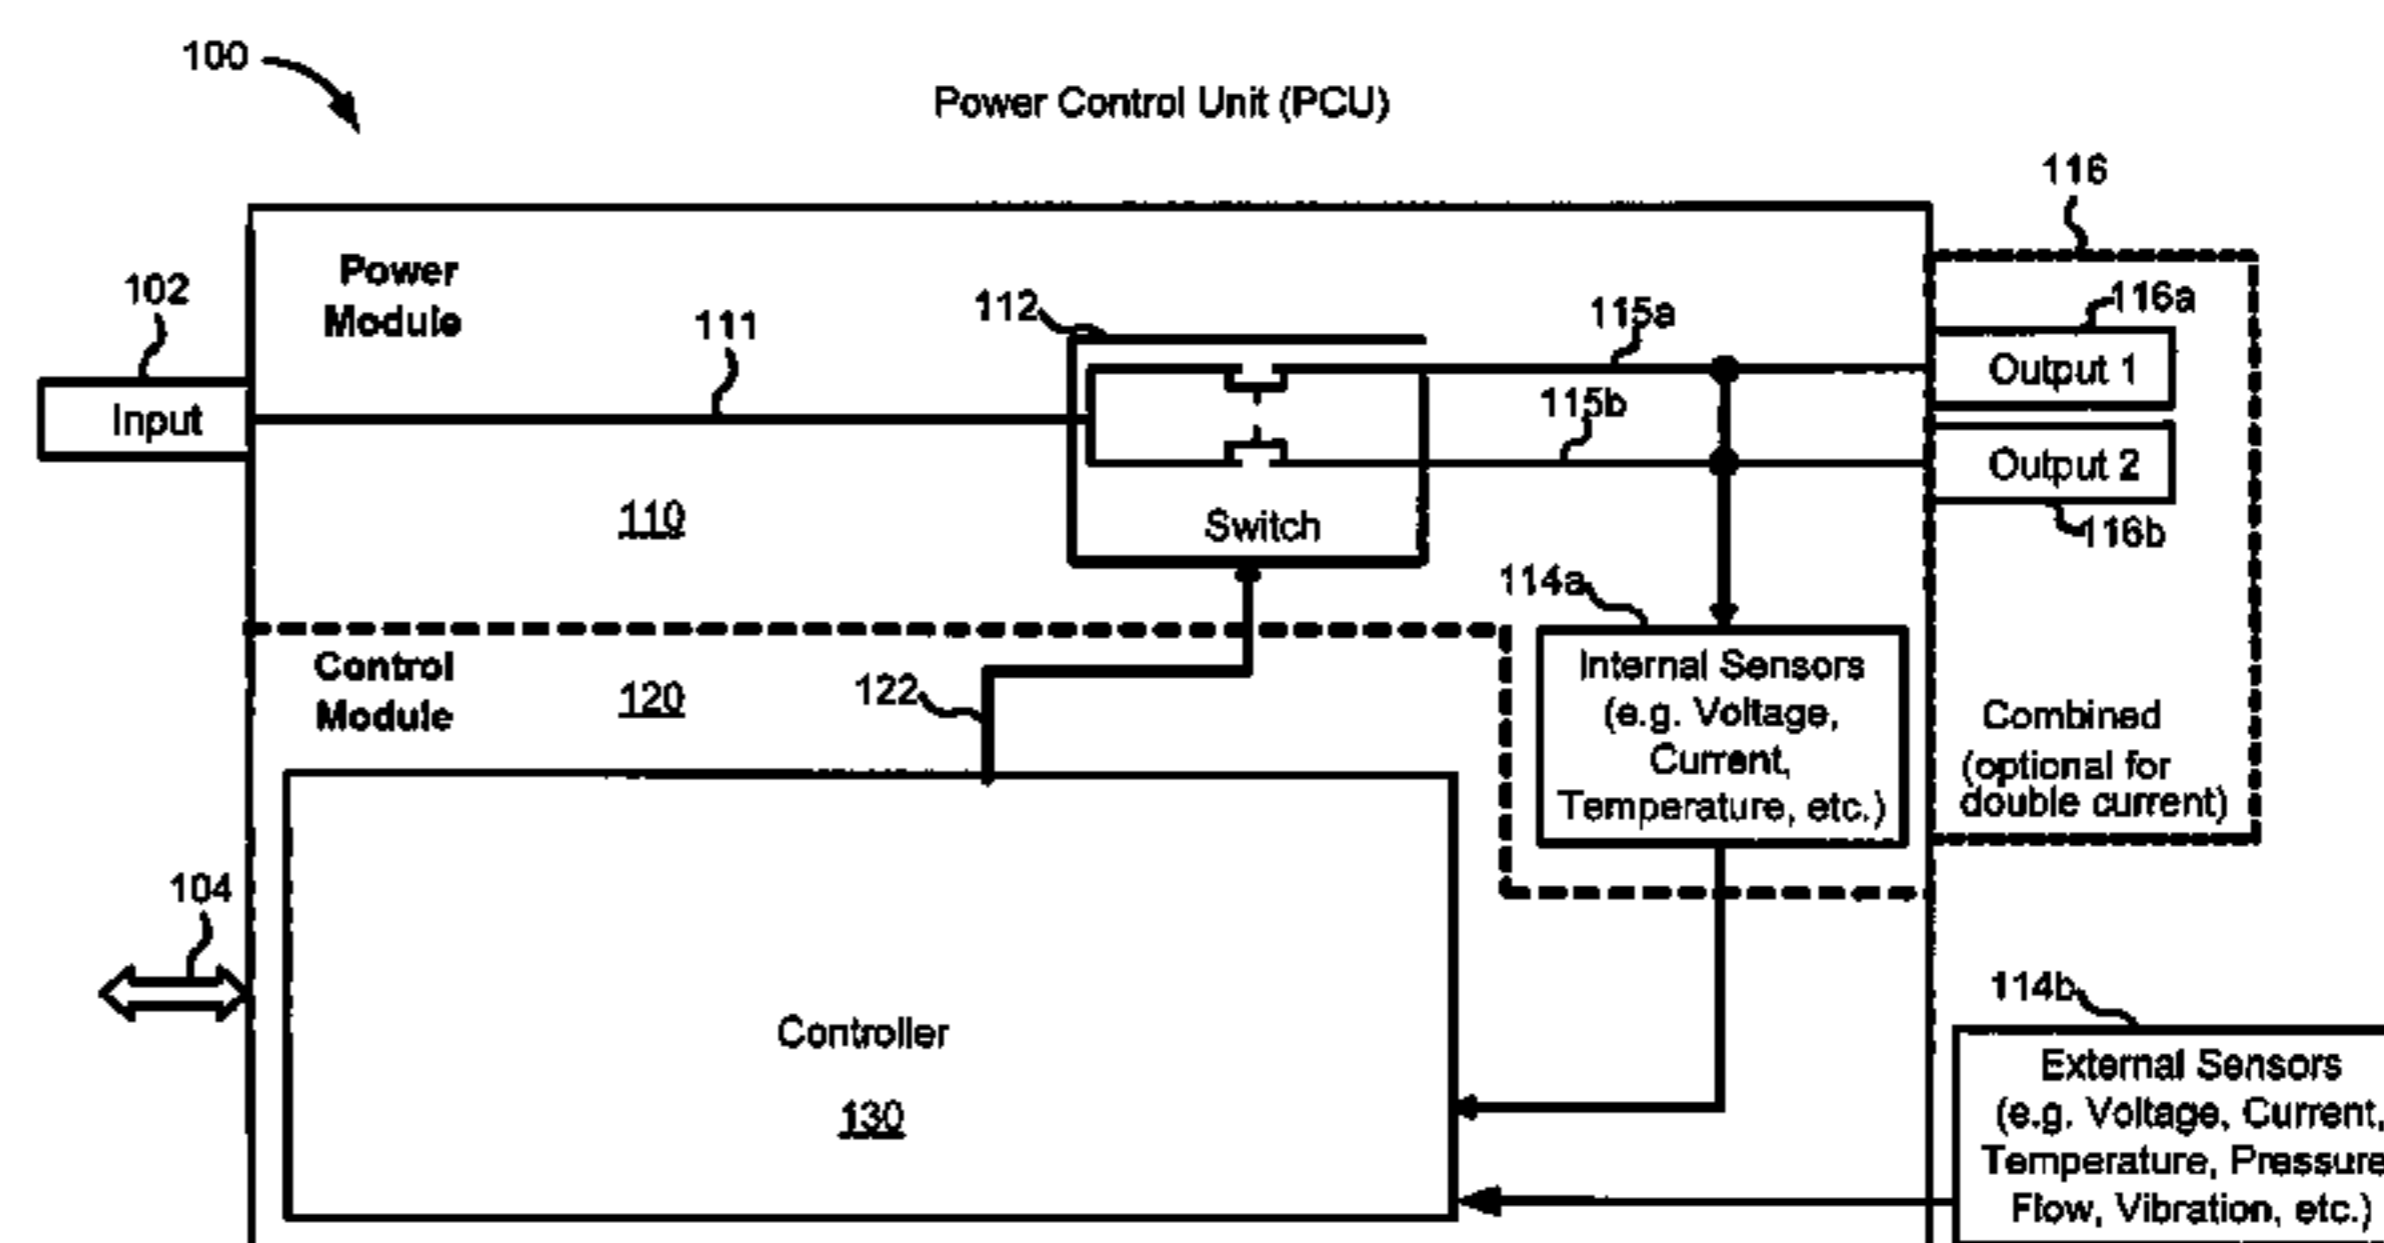 100
Power Control Unit (PCU)
116
Power
Module
102
111
112
115a
116a
Input
Output 1
115b
Output 2
110
Switch
116b
114a
Control
Module
120
122
Internal Sensors
(e.g. Voltage,
Current,
Temperature, etc.)
Combined
(optional for
double current)
104
Controller
130
114b
External Sensors
(e.g. Voltage, Current,
Temperature, Pressure
Flow, Vibration, etc.)